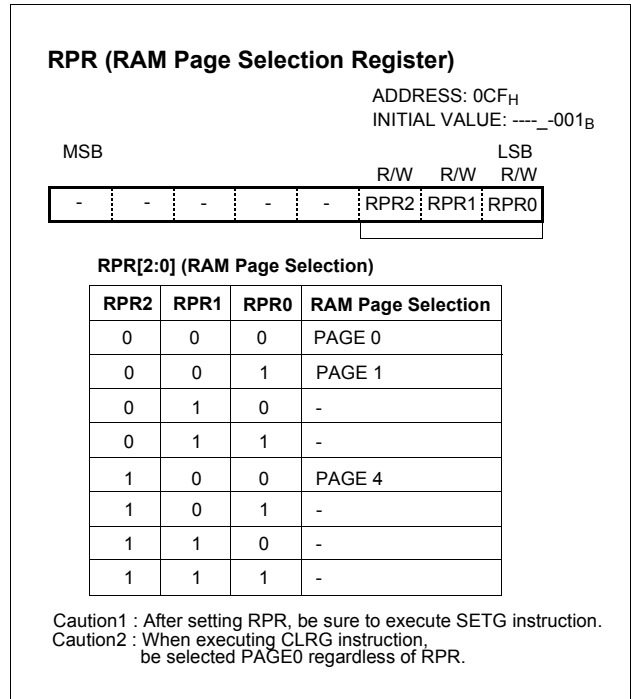 RPR (RAM Page Selection Register)
ADDRESS: 0CFH
INITIAL VALUE: ----_-001B
MSB LSB
R/W R/W R/W
- - - - - RPR2 RPR1 RPR0
RPR[2:0] (RAM Page Selection)
RPR2 RPR1 RPR0 RAM Page Selection
0 0 0 PAGE 0
0 0 1 PAGE 1
0 1 0 -
0 1 1 -
1 0 0 PAGE 4
1 0 1 -
1 1 0 -
1 1 1 -
Caution1 : After setting RPR, be sure to execute SETG instruction.
Caution2 : When executing CLRG instruction,
be selected PAGE0 regardless of RPR.